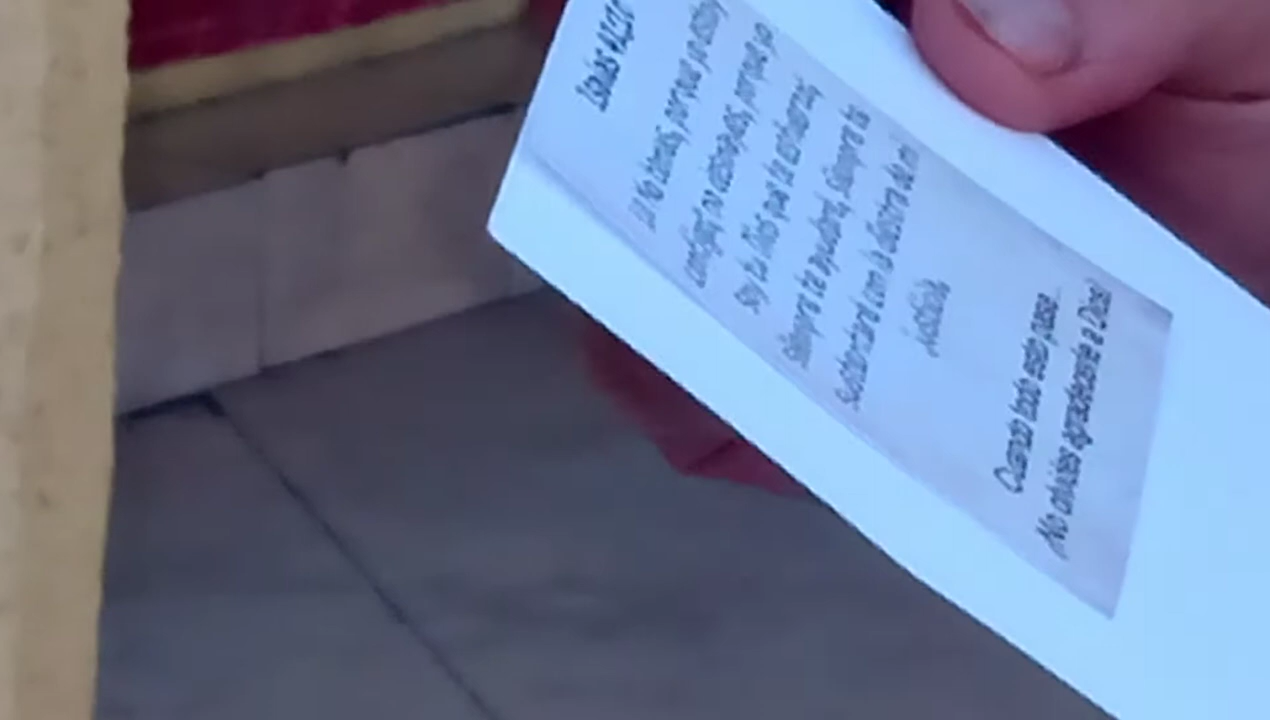 Isaías 41:10
10 No temas, porque yo estoy
contigo; no desmayes, porque yo
Soy tu Dios que te esfuerzo;
Siempre te ayudaré, Siempre te
Sustentaré con la diestra de mi
justicia.
Cuando todo esto pase...
¡No olvides agradecerle a Dios!